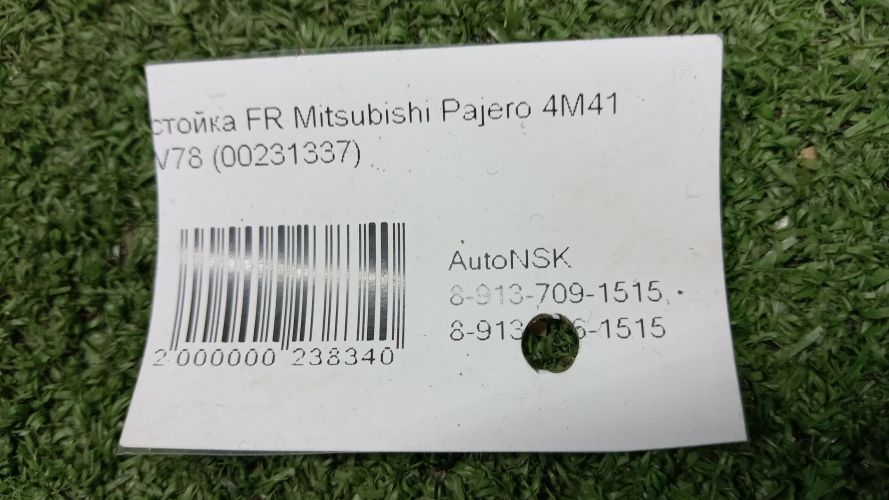 стойка FR Mitsubishi Pajero 4M41
V78 (00231337)
AutoNSK
8-913-709-1515,
2 000000 238340